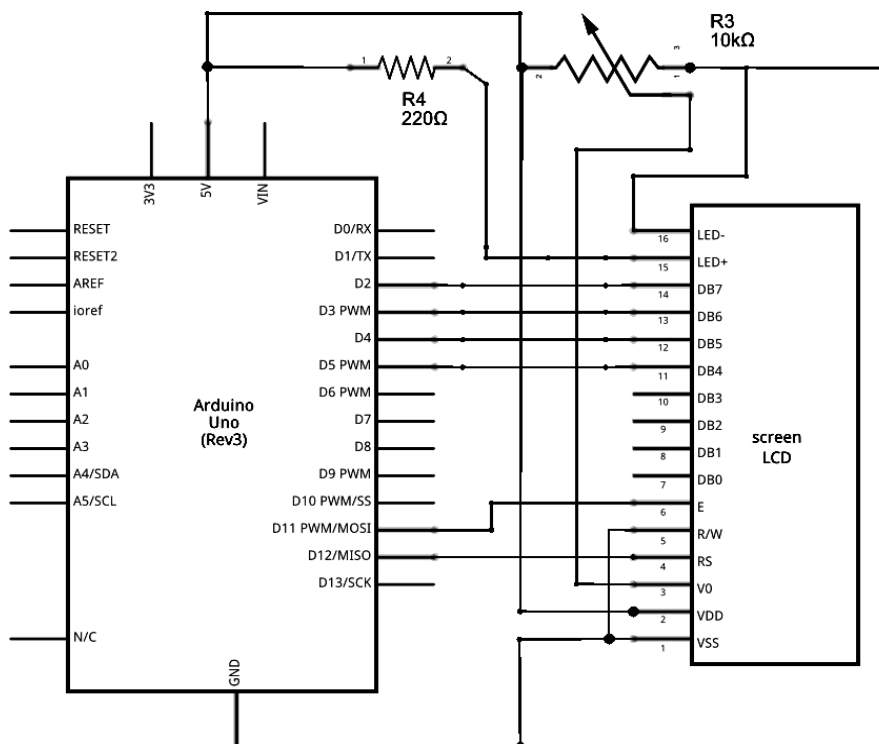 R3
10kΩ
3
1
2
1
2
R4
220Ω
3V3
5V
VIN
RESET
RESET2
AREF
ioref
A0
A1
A2
A3
A4/SDA
A5/SCL
N/C
Arduino
Uno
(Rev3)
D0/RX
D1/TX
D2
D3 PWM
D4
D5 PWM
D6 PWM
D7
D8
D9 PWM
D10 PWM/SS
D11 PWM/MOSI
D12/MISO
D13/SCK
GND
16 LED-
15 LED+
14 DB7
13 DB6
12 DB5
11 DB4
10 DB3
9 DB2
8 DB1
7 DB0
6 E
5 R/W
4 RS
3 V0
2 VDD
1 VSS
screen
LCD